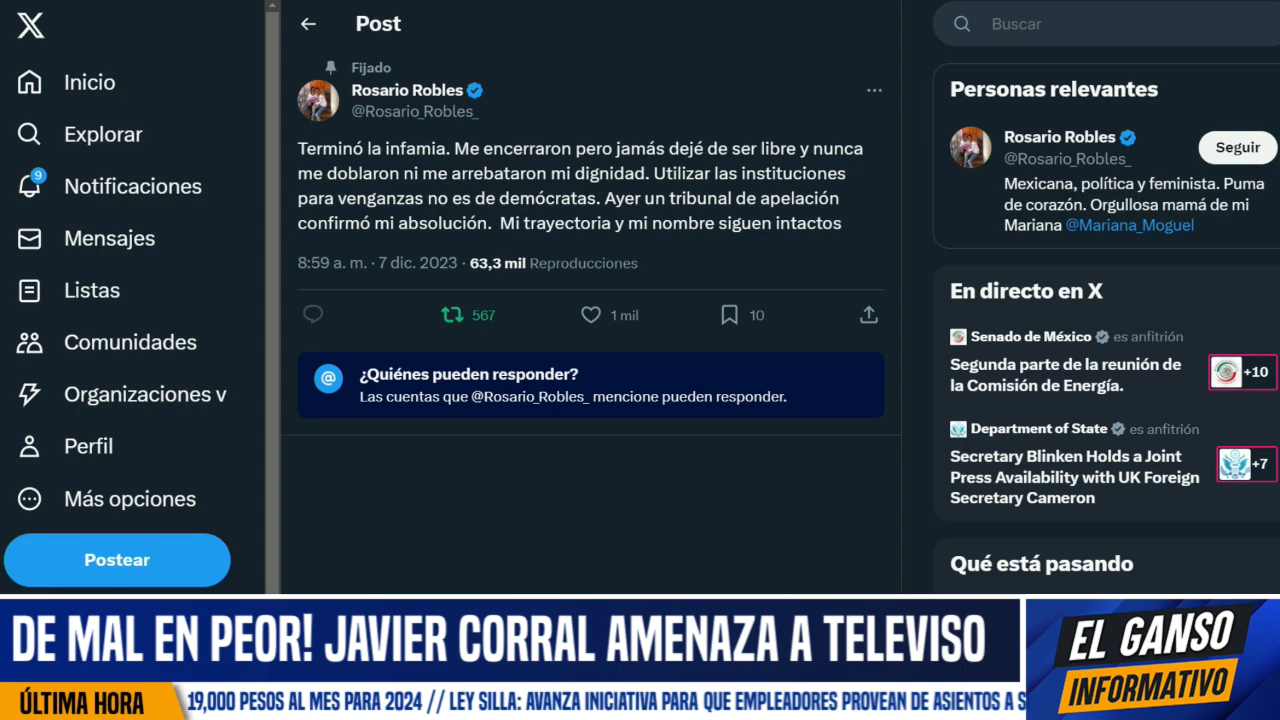 Inicio
Explorar
9
Notificaciones
Mensajes
Listas
Comunidades
Organizaciones v
Perfil
Más opciones
Postear
Post
Fijado
Rosario Robles
@Rosario_Robles_
Terminó la infamia. Me encerraron pero jamás dejé de ser libre y nunca
me doblaron ni me arrebataron mi dignidad. Utilizar las instituciones
para venganzas no es de demócratas. Ayer un tribunal de apelación
confirmó mi absolución. Mi trayectoria y mi nombre siguen intactos
8:59 a. m. · 7 dic. 2023 · 63,3 mil Reproducciones
567
1 mil
10
@
¿Quiénes pueden responder?
Las cuentas que @Rosario_Robles_ mencione pueden responder.
Buscar
Personas relevantes
Rosario Robles
@Rosario_Robles_
Seguir
Mexicana, política y feminista. Puma
de corazón. Orgullosa mamá de mi
Mariana @Mariana_Moguel
En directo en X
Senado de México es anfitrión
Segunda parte de la reunión de
la Comisión de Energía.
+10
Department of State es anfitrión
Secretary Blinken Holds a Joint
Press Availability with UK Foreign
Secretary Cameron
+7
Qué está pasando
DE MAL EN PEOR! JAVIER CORRAL AMENAZA A TELEVISO
EL GANSO
INFORMATIVO
ÚLTIMA HORA
19,000 PESOS AL MES PARA 2024 // LEY SILLA: AVANZA INICIATIVA PARA QUE EMPLEADORES PROVEAN DE ASIENTOS A S